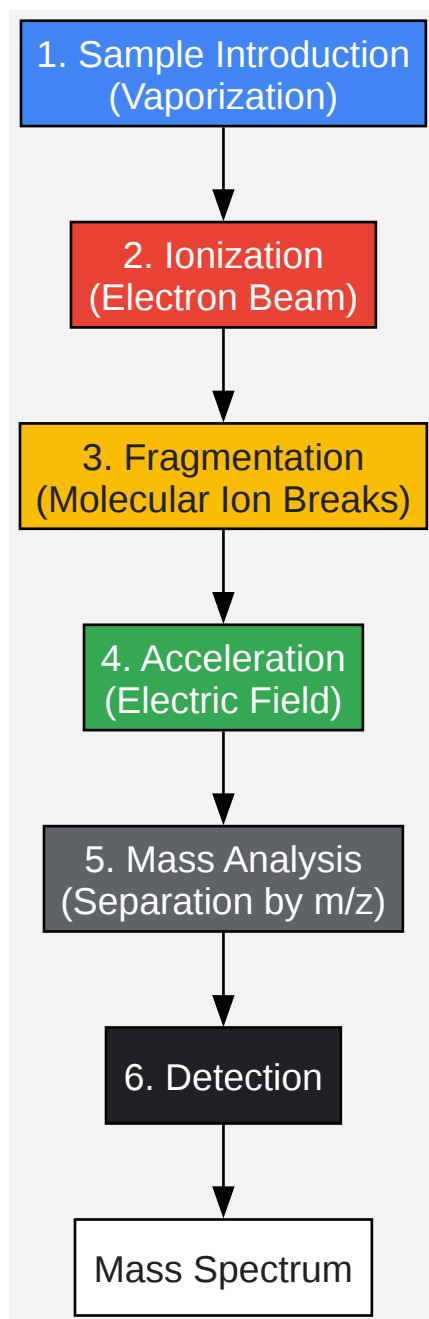 1. Sample Introduction
(Vaporization)
2. Ionization
(Electron Beam)
3. Fragmentation
(Molecular Ion Breaks)
4. Acceleration
(Electric Field)
5. Mass Analysis
(Separation by m/z)
6. Detection
Mass Spectrum